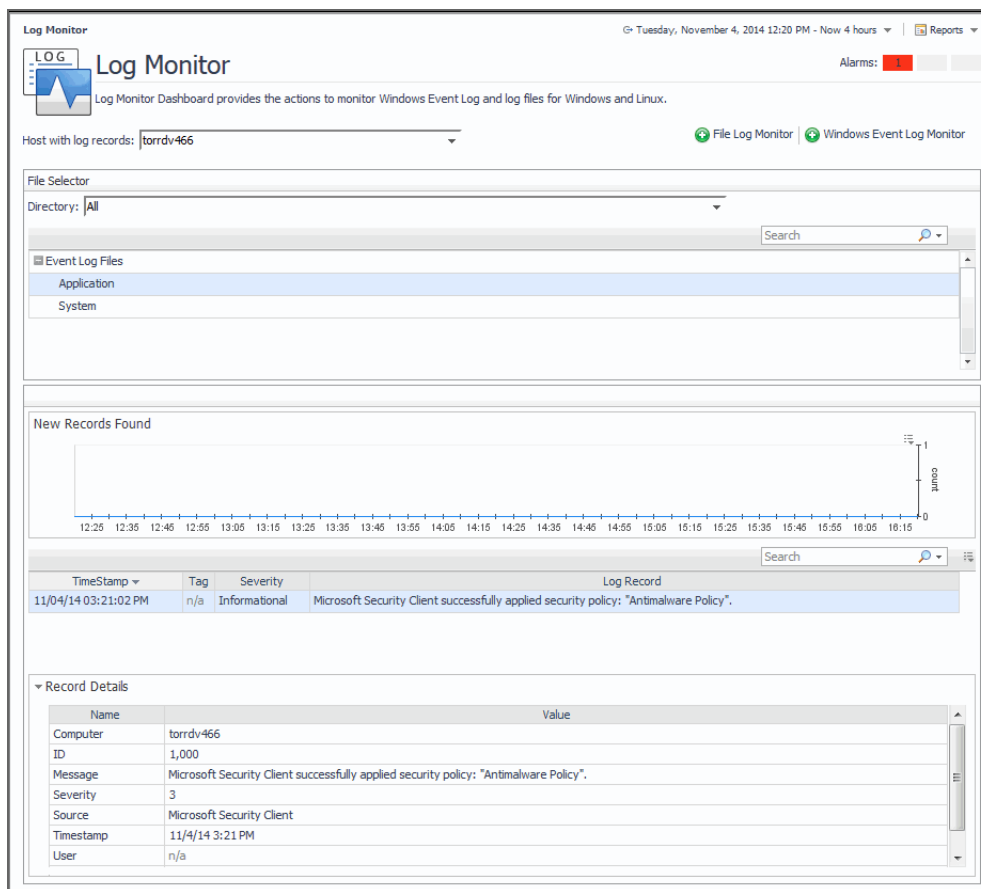 Log Monitor
Tuesday, November 4, 2014 12:20 PM - Now 4 hours
Reports
LOG
Log Monitor
Alarms: 1
Log Monitor Dashboard provides the actions to monitor Windows Event Log and log files for Windows and Linux.
Host with log records: torrdv466
File Log Monitor
Windows Event Log Monitor
File Selector
Directory: All
Search
Event Log Files
Application
System
New Records Found
1
count
0
12:25 12:35 12:45 12:55 13:05 13:15 13:25 13:35 13:45 13:55 14:05 14:15 14:25 14:35 14:45 14:55 15:05 15:15 15:25 15:35 15:45 15:55 16:05 16:15
Search
TimeStamp Tag Severity Log Record
11/04/14 03:21:02 PM n/a Informational Microsoft Security Client successfully applied security policy: "Antimalware Policy".
Record Details
Name Value
Computer torrdv466
ID 1,000
Message Microsoft Security Client successfully applied security policy: "Antimalware Policy".
Severity 3
Source Microsoft Security Client
Timestamp 11/4/14 3:21 PM
User n/a